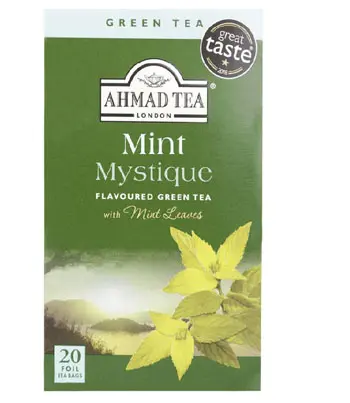 GREEN TEA
great
taste
AHMAD TEA
LONDON
Mint
Mystique
FLAVOURED GREEN TEA
with Mint Leaves
20
FOIL
TEA BAGS